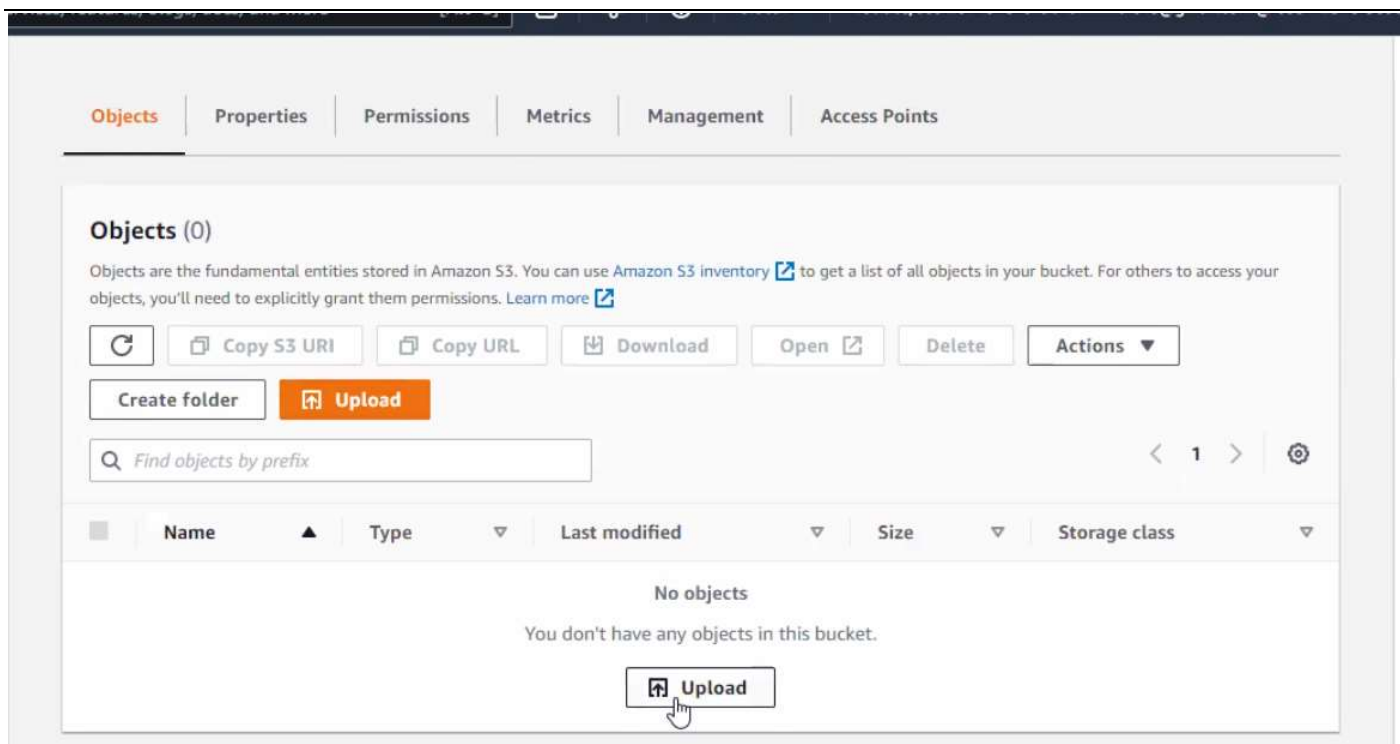 Objects Properties Permissions Metrics Management Access Points
Objects (0)
Objects are the fundamental entities stored in Amazon S3. You can use Amazon S3 inventory to get a list of all objects in your bucket. For others to access your
objects, you'll need to explicitly grant them permissions. Learn more
Copy S3 URI Copy URL Download Open Delete Actions
Create folder Upload
Find objects by prefix 1
Name Type Last modified Size Storage class
No objects
You don't have any objects in this bucket.
Upload